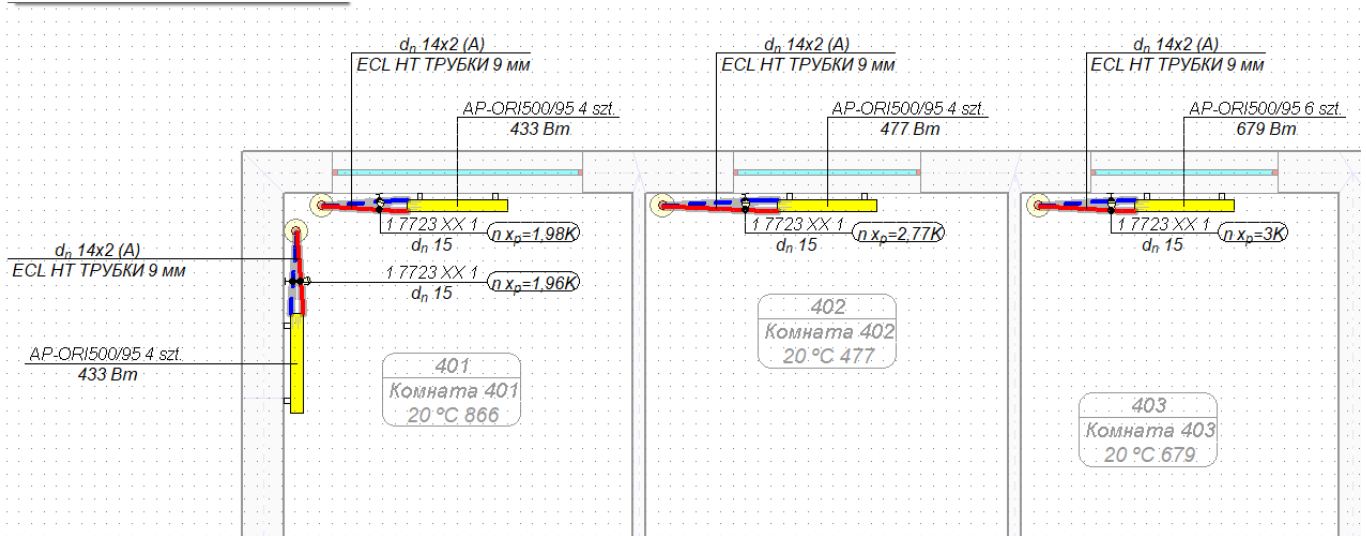 dn 14x2 (A)
ECL HT ТРУБКИ 9 мм
AP-ORI500/95 4 szt.
433 Вт
1 7723 XX 1
dn 15
n xp=1,98K
dn 14x2 (A)
ECL HT ТРУБКИ 9 мм
AP-ORI500/95 4 szt.
477 Вт
1 7723 XX 1
dn 15
n xp=2,77K
dn 14x2 (A)
ECL HT ТРУБКИ 9 мм
AP-ORI500/95 6 szt.
679 Вт
1 7723 XX 1
dn 15
n xp=3K
dn 14x2 (A)
ECL HT ТРУБКИ 9 мм
1 7723 XX 1
dn 15
n xp=1,96K
AP-ORI500/95 4 szt.
433 Вт
401
Комната 401
20 ºC 866
402
Комната 402
20 ºC 477
403
Комната 403
20 ºC 679